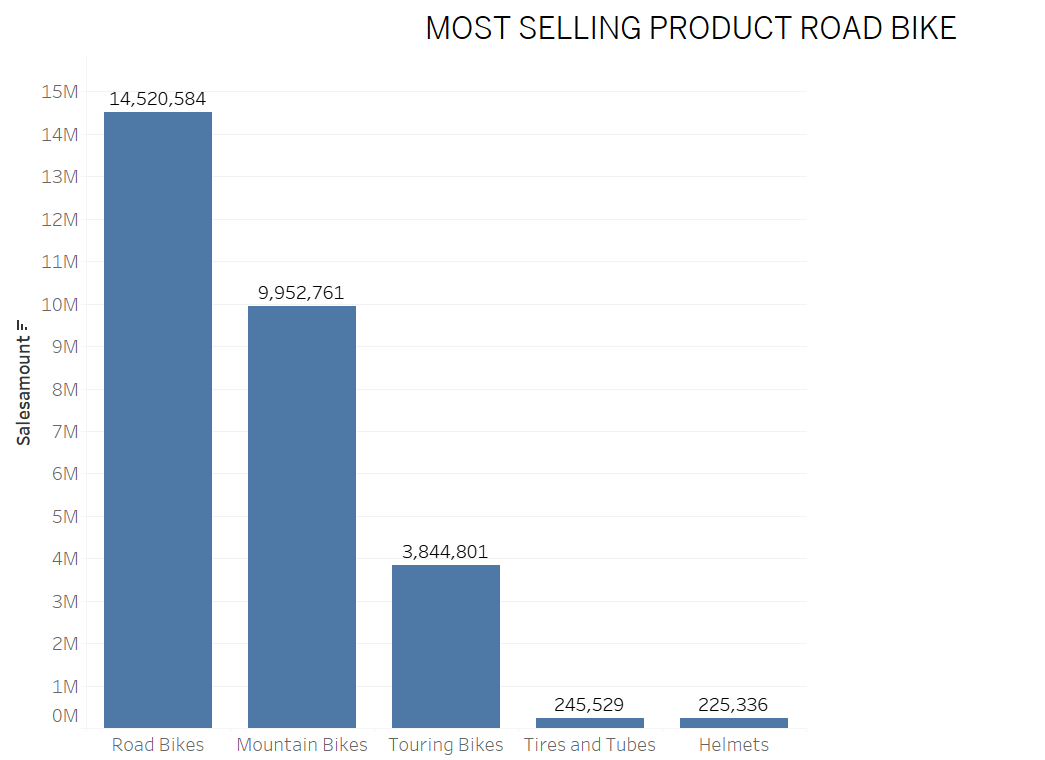 MOST SELLING PRODUCT ROAD BIKE
15M
14M
13M
12M
11M
10M
9M
8M
7M
6M
5M
4M
3M
2M
1M
0M
Salesamount
14,520,584
9,952,761
3,844,801
245,529
225,336
Road Bikes
Mountain Bikes
Touring Bikes
Tires and Tubes
Helmets